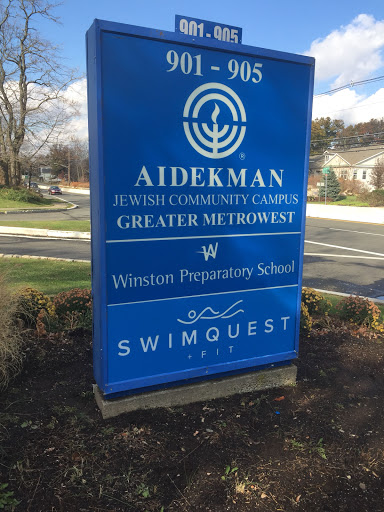 901-905
901 - 905
®
AIDEKMAN
JEWISH COMMUNITY CAMPUS
GREATER METROWEST
W
Winston Preparatory School
SWIMQUEST
+ FIT